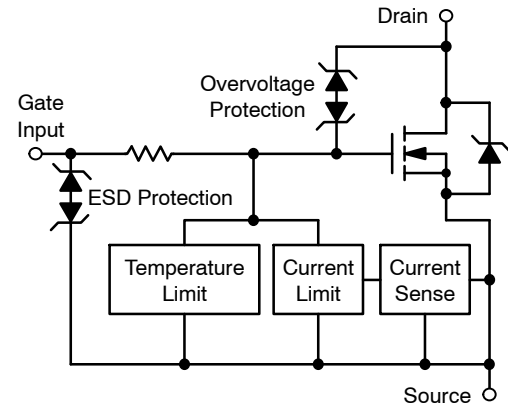 Drain
Overvoltage
Protection
Gate
Input
ESD Protection
Temperature
Limit
Current
Limit
Current
Sense
Source